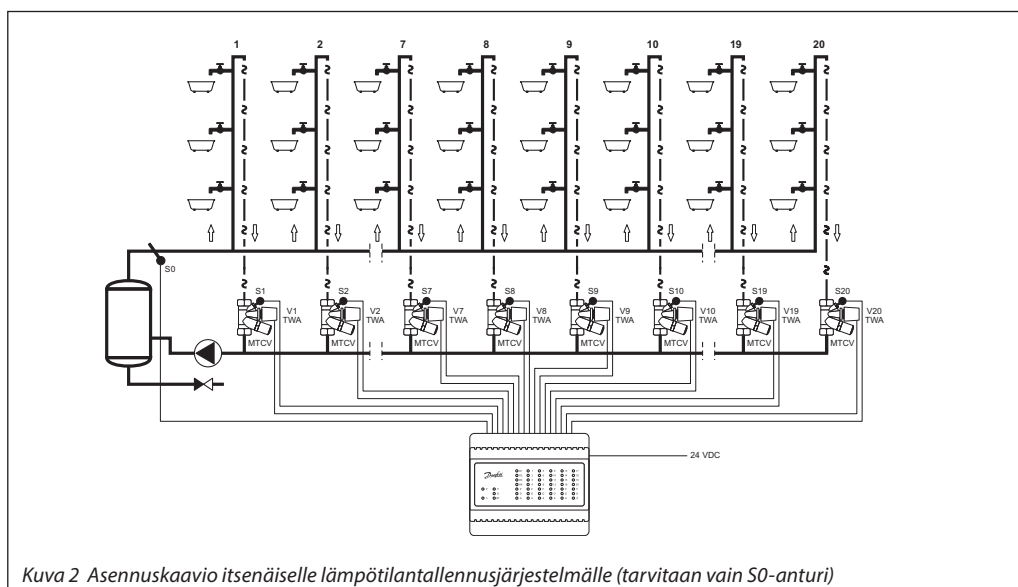 1 2 7 8 9 10 19 20
S0
S1 S2 S7 S8 S9 S10 S19 S20
V1 V2 V7 V8 V9 V10 V19 V20
TWA TWA TWA TWA TWA TWA TWA TWA
MTCV MTCV MTCV MTCV MTCV MTCV MTCV MTCV
24 VDC
Danfoss
Kuva 2 Asennuskaavio itsenäiselle lämpötilantallennusjärjestelmälle (tarvitaan vain S0-anturi)